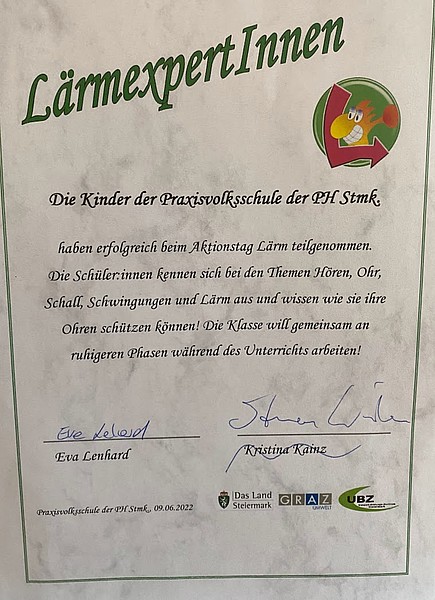 LärmexpertInnen
Die Kinder der Praxisvolksschule der PH Stmk.
haben erfolgreich beim Aktionstag Lärm teilgenommen.
Die Schüler:innen kennen sich bei den Themen Hören, Ohr,
Schall, Schwingungen und Lärm aus und wissen wie sie ihre
Ohren schützen können! Die Klasse will gemeinsam an
ruhigeren Phasen während des Unterrichts arbeiten!
Eva Lenhard
Eva Lenhard
Kristina Kainz
Praxisvolksschule der PH Stmk., 09.06.2022
Das Land
Steiermark
GRAZ
UMWELT
UBZ